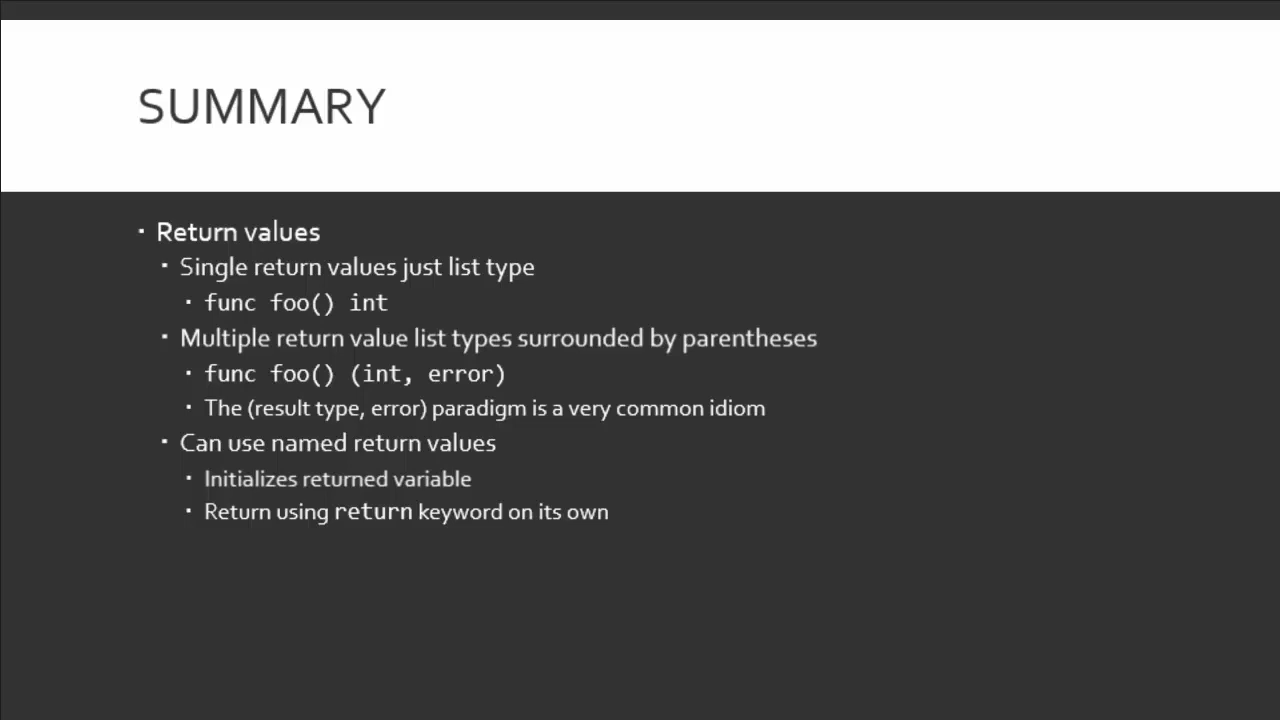 SUMMARY
Return values
Single return values just list type
func foo() int
Multiple return value list types surrounded by parentheses
func foo() (int, error)
The (result type, error) paradigm is a very common idiom
Can use named return values
Initializes returned variable
Return using return keyword on its own